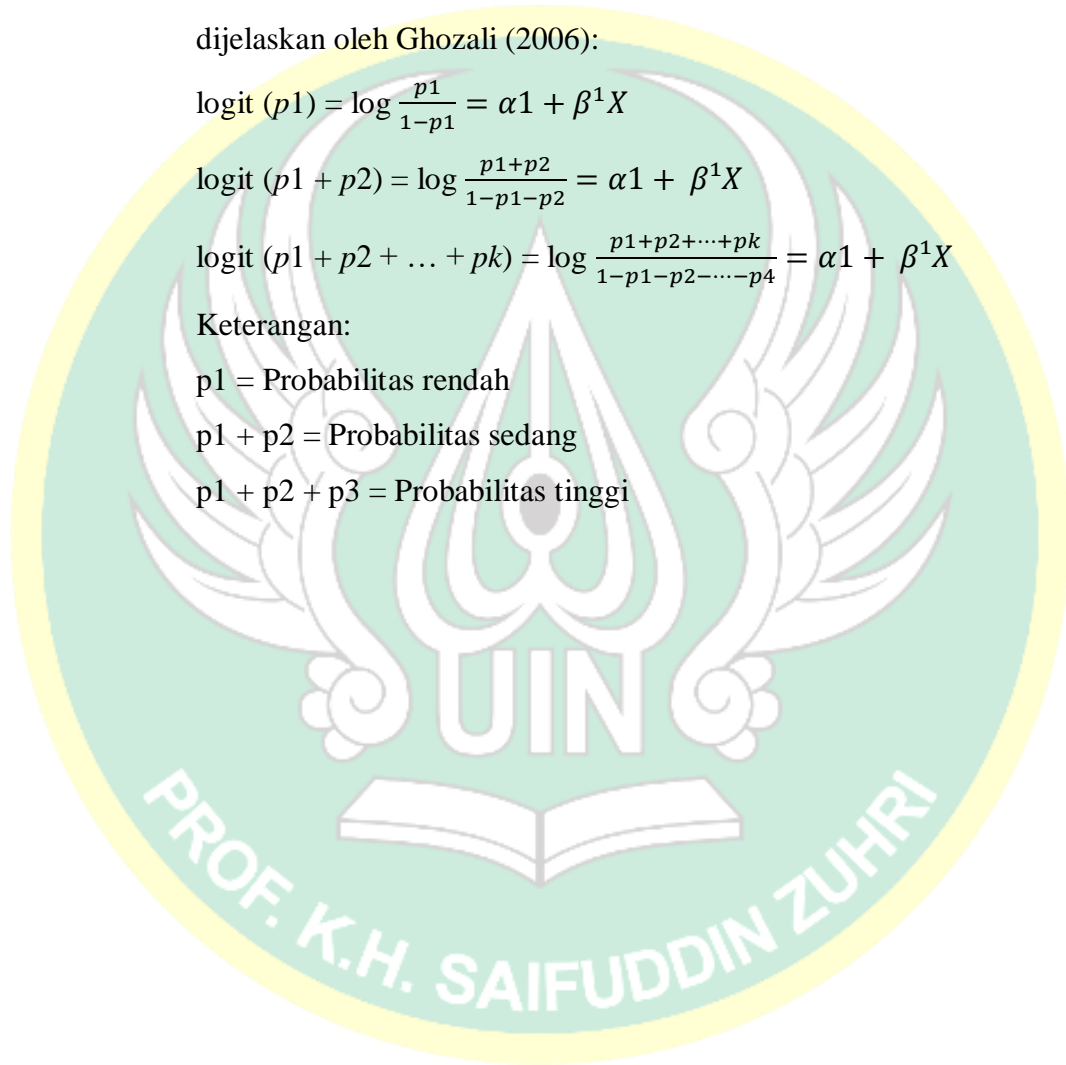 dijelaskan oleh Ghozali (2006):
logit (p1) = log p1/1−p1 = α1 + β¹X
logit (p1 + p2) = log p1+p2/1−p1−p2 = α1 + β¹X
logit (p1 + p2 + … + pk) = log p1+p2+⋯+pk/1−p1−p2−⋯−p4 = α1 + β¹X
Keterangan:
p1 = Probabilitas rendah
p1 + p2 = Probabilitas sedang
p1 + p2 + p3 = Probabilitas tinggi
UIN
PROF. K.H. SAIFUDDIN ZUHRI